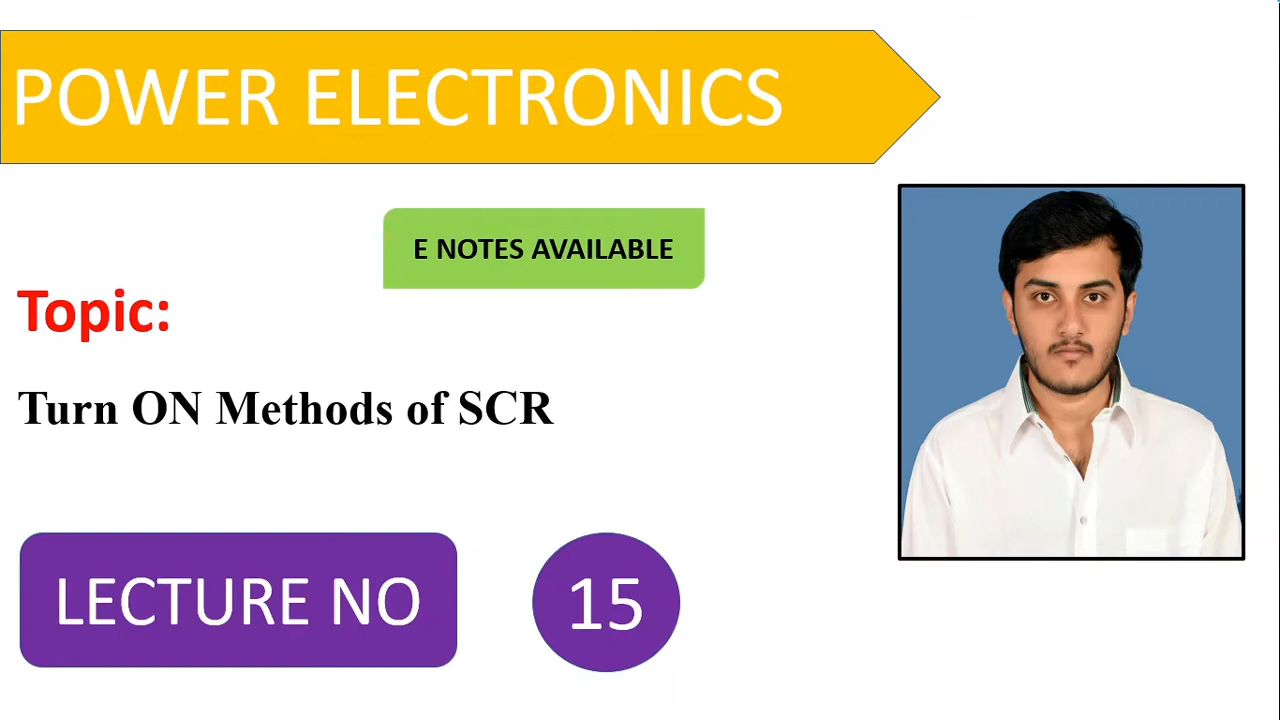 POWER ELECTRONICS
E NOTES AVAILABLE
Topic:
Turn ON Methods of SCR
LECTURE NO
15